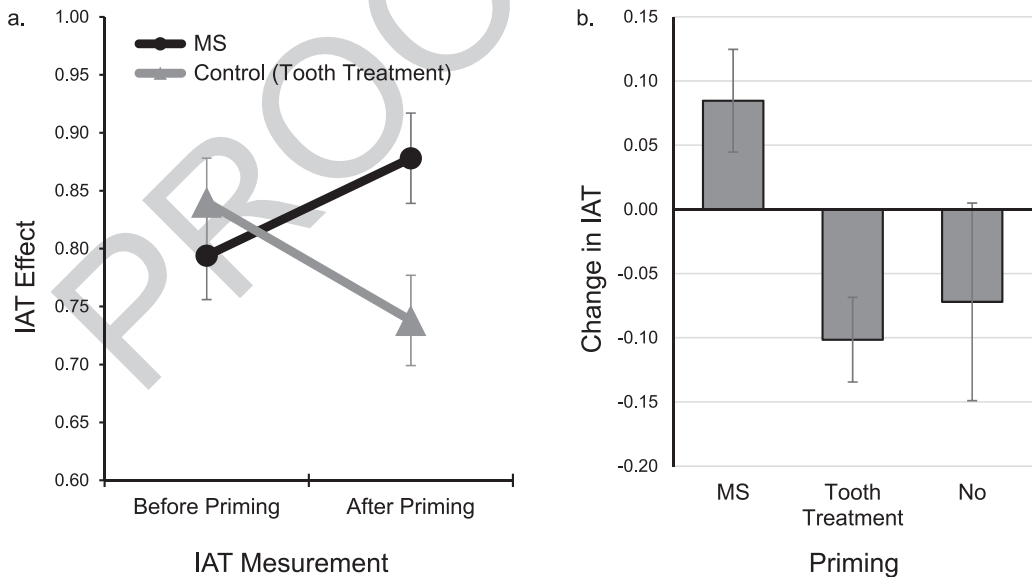 a.
1.00
0.95
0.90
0.85
0.80
0.75
0.70
0.65
0.60
IAT Effect
MS
Control (Tooth Treatment)
Before Priming
After Priming
IAT Mesurement
PROO
b.
0.15
0.10
0.05
0.00
-0.05
-0.10
-0.15
-0.20
Change in IAT
MS
Tooth
Treatment
No
Priming